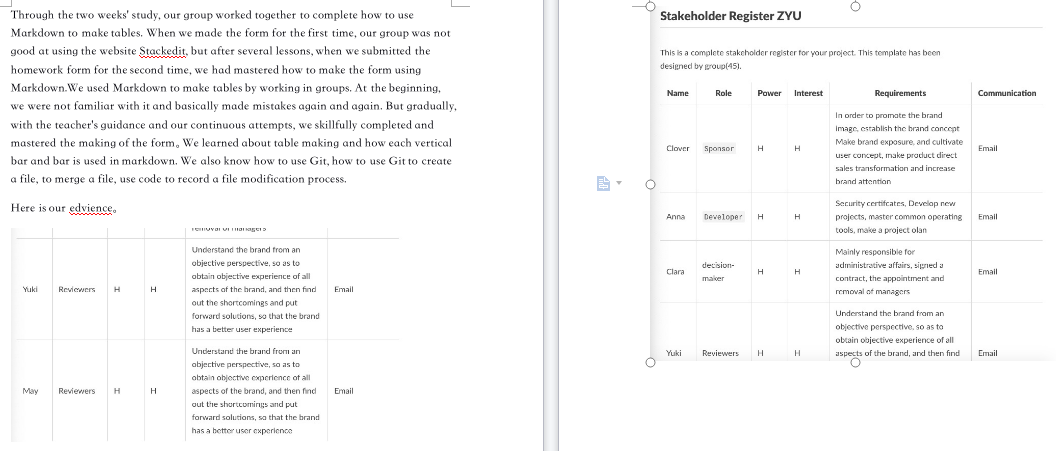 Through the two weeks' study, our group worked together to complete how to use
Markdown to make tables. When we made the form for the first time, our group was not
good at using the website Stackedit, but after several lessons, when we submitted the
homework form for the second time, we had mastered how to make the form using
Markdown.We used Markdown to make tables by working in groups. At the beginning,
we were not familiar with it and basically made mistakes again and again. But gradually,
with the teacher's guidance and our continuous attempts, we skillfully completed and
mastered the making of the form。We learned about table making and how each vertical
bar and bar is used in markdown. We also know how to use Git, how to use Git to create
a file, to merge a file, use code to record a file modification process.
Here is our edvience。
removal of managers
Understand the brand from an
objective perspective, so as to
obtain objective experience of all
Yuki Reviewers H H aspects of the brand, and then find Email
out the shortcomings and put
forward solutions, so that the brand
has a better user experience
Understand the brand from an
objective perspective, so as to
obtain objective experience of all
May Reviewers H H aspects of the brand, and then find Email
out the shortcomings and put
forward solutions, so that the brand
has a better user experience
Stakeholder Register ZYU
This is a complete stakeholder register for your project. This template has been
designed by group(45).
Name Role Power Interest Requirements Communication
In order to promote the brand
image, establish the brand concept
Make brand exposure, and cultivate
Clover Sponsor H H user concept, make product direct Email
sales transformation and increase
brand attention
Security certifcates, Develop new
Anna Developer H H projects, master common operating Email
tools, make a project olan
Mainly responsible for
Clara decision-maker H H administrative affairs, signed a Email
contract, the appointment and
removal of managers
Understand the brand from an
objective perspective, so as to
obtain objective experience of all
Yuki Reviewers H H aspects of the brand, and then find Email